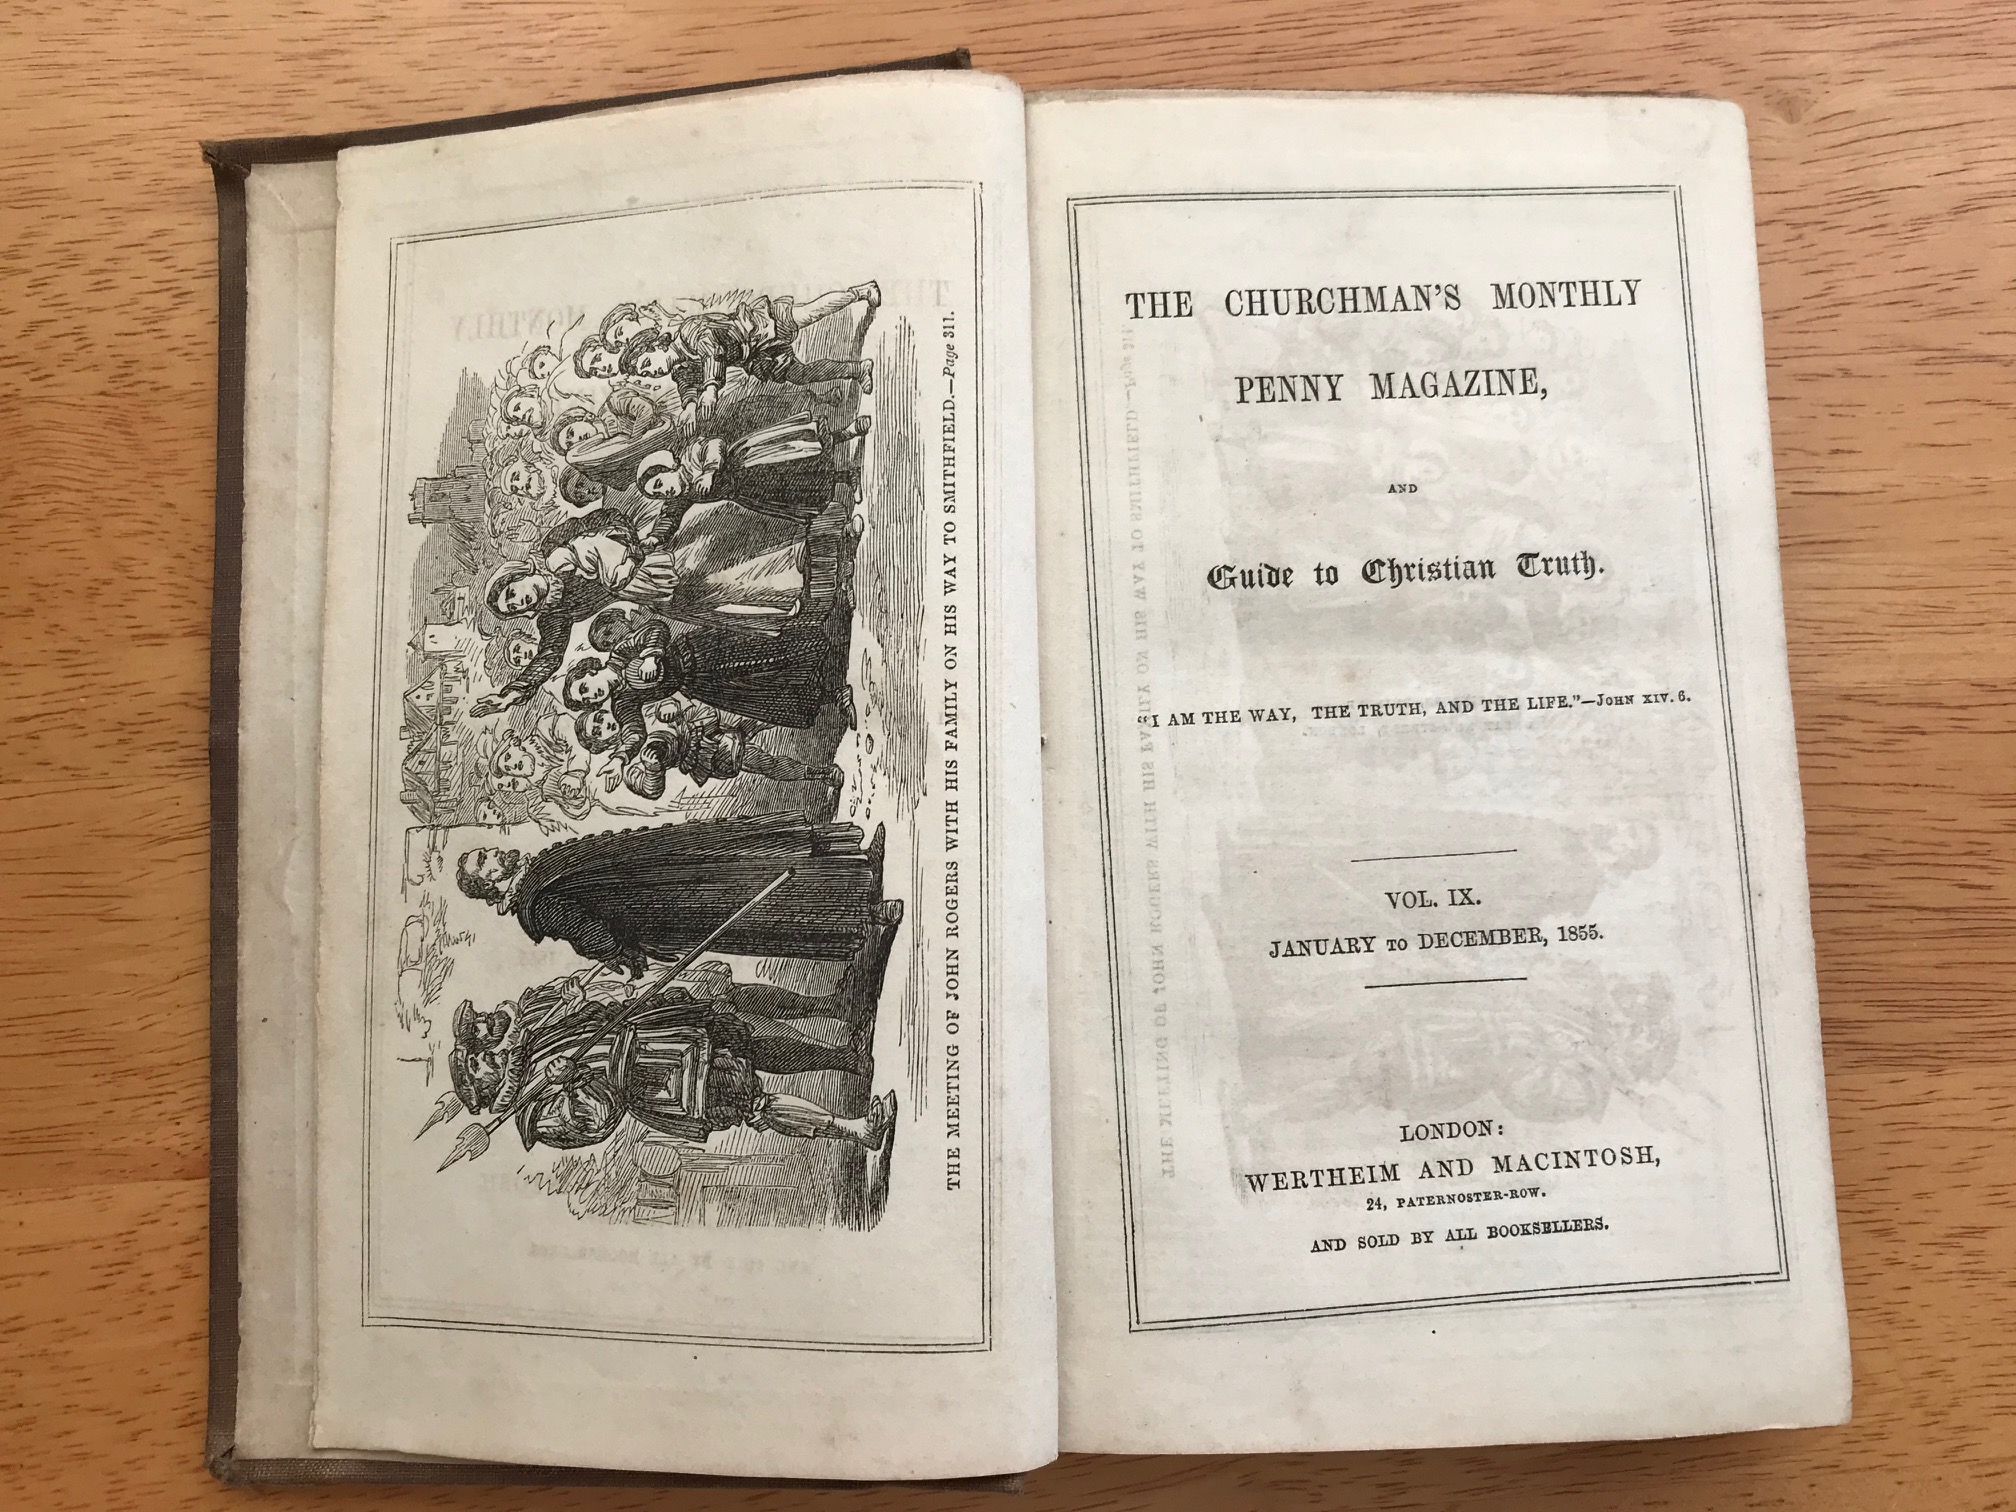 THE MEETING OF JOHN ROGERS WITH HIS FAMILY ON HIS WAY TO SMITHFIELD.—Page 311.
THE CHURCHMAN'S MONTHLY
PENNY MAGAZINE,
AND
Guide to Christian Truth.
"I AM THE WAY, THE TRUTH, AND THE LIFE."—JOHN XIV. 6.
VOL. IX.
JANUARY TO DECEMBER, 1855.
LONDON:
WERTHEIM AND MACINTOSH,
24, PATERNOSTER-ROW.
AND SOLD BY ALL BOOKSELLERS.